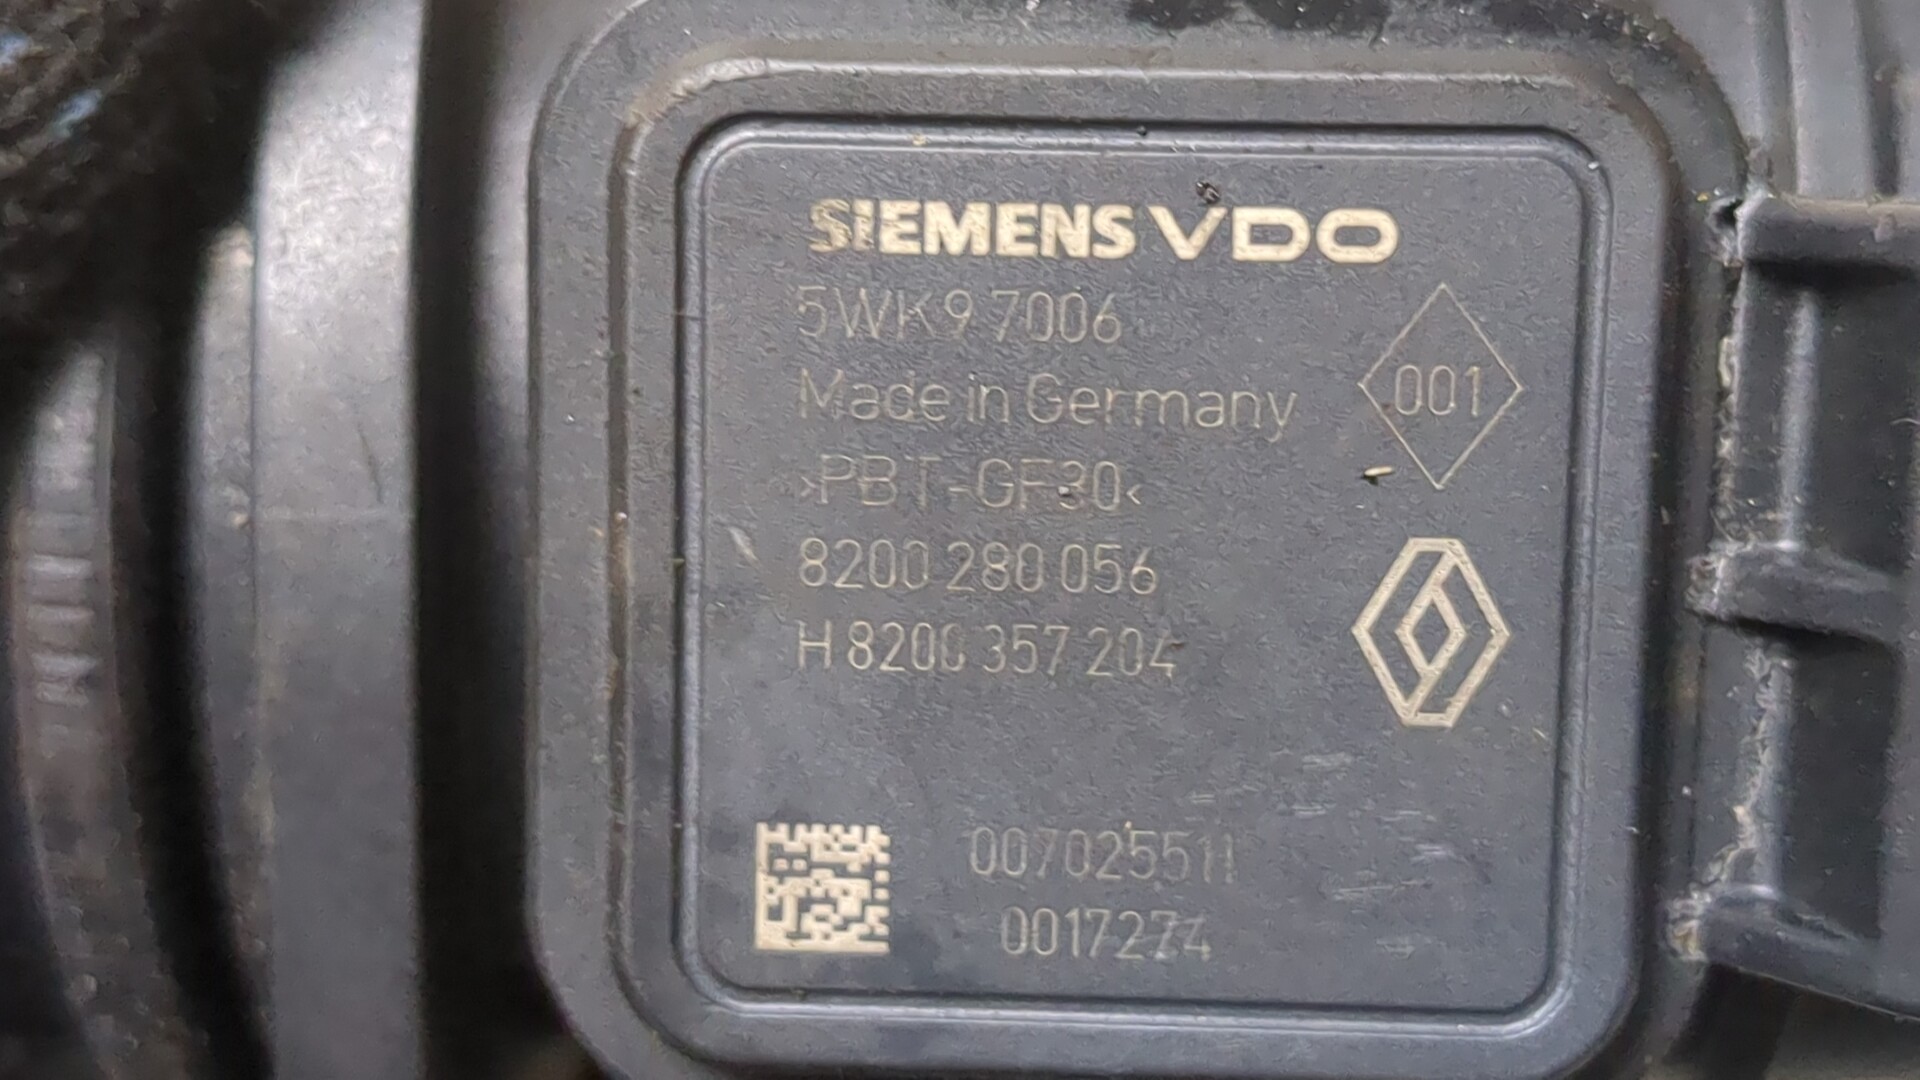 SIEMENS VDO
5WK9 7006
Made in Germany
001
>PBT-GF30<
8200 280 056
H 8200 357 204
007025511
0017274